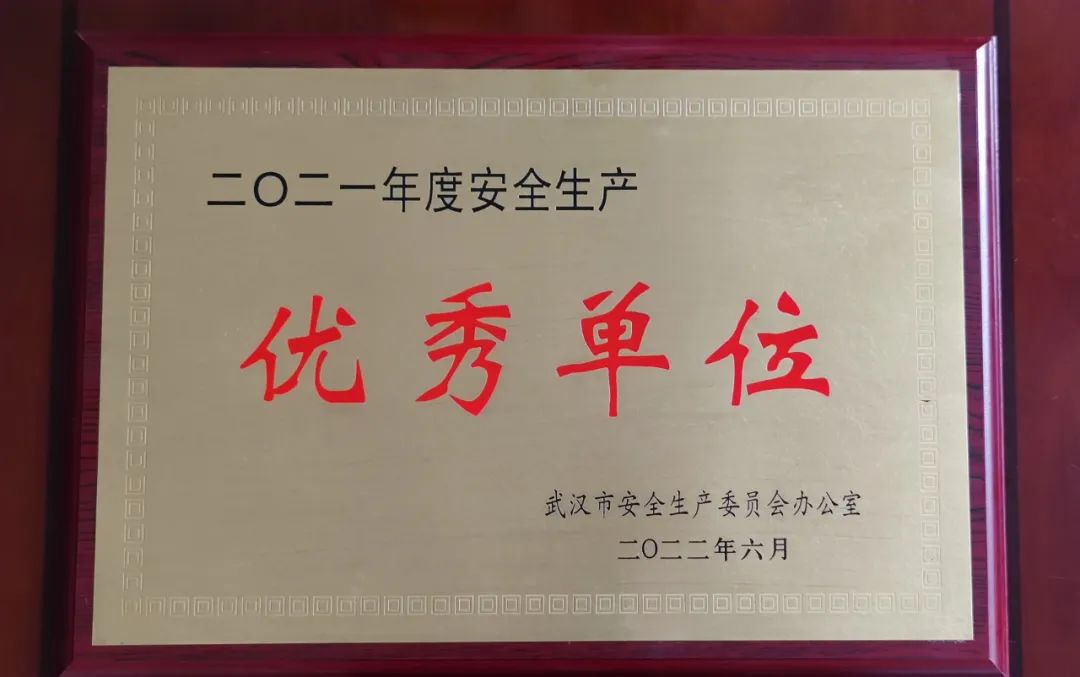 二〇二一年度安全生产
优秀单位
武汉市安全生产委员会办公室
二〇二二年六月